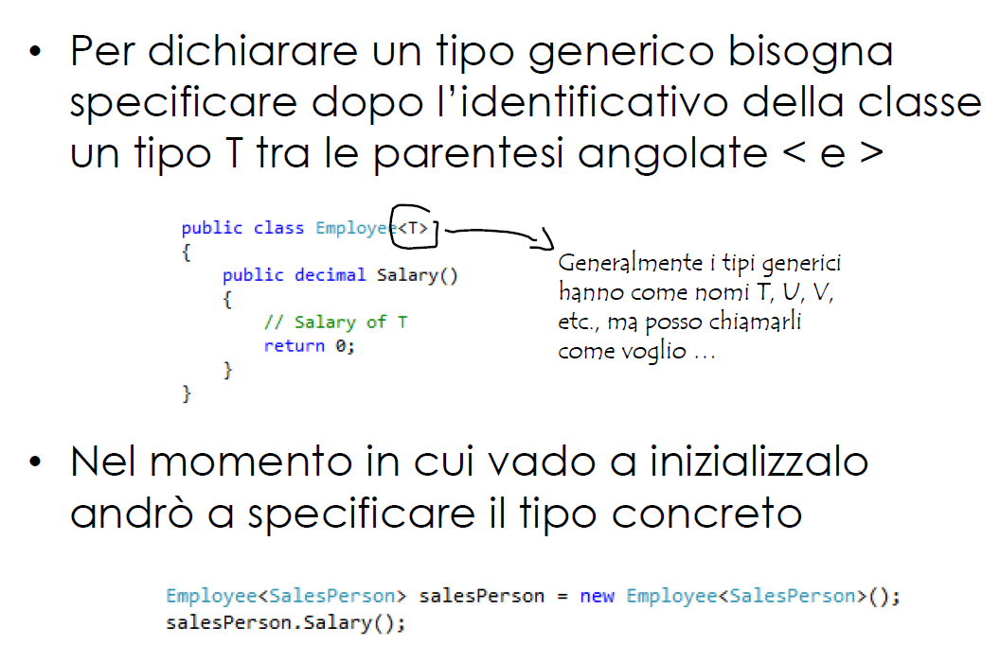 • Per dichiarare un tipo generico bisogna
specificare dopo l’identificativo della classe
un tipo T tra le parentesi angolate < e >
public class Employee<T>
{
public decimal Salary()
{
// Salary of T
return 0;
}
}
Generalmente i tipi generici
hanno come nomi T, U, V,
etc., ma posso chiamarli
come voglio …
• Nel momento in cui vado a inizializzalo
andrò a specificare il tipo concreto
Employee<SalesPerson> salesPerson = new Employee<SalesPerson>();
salesPerson.Salary();